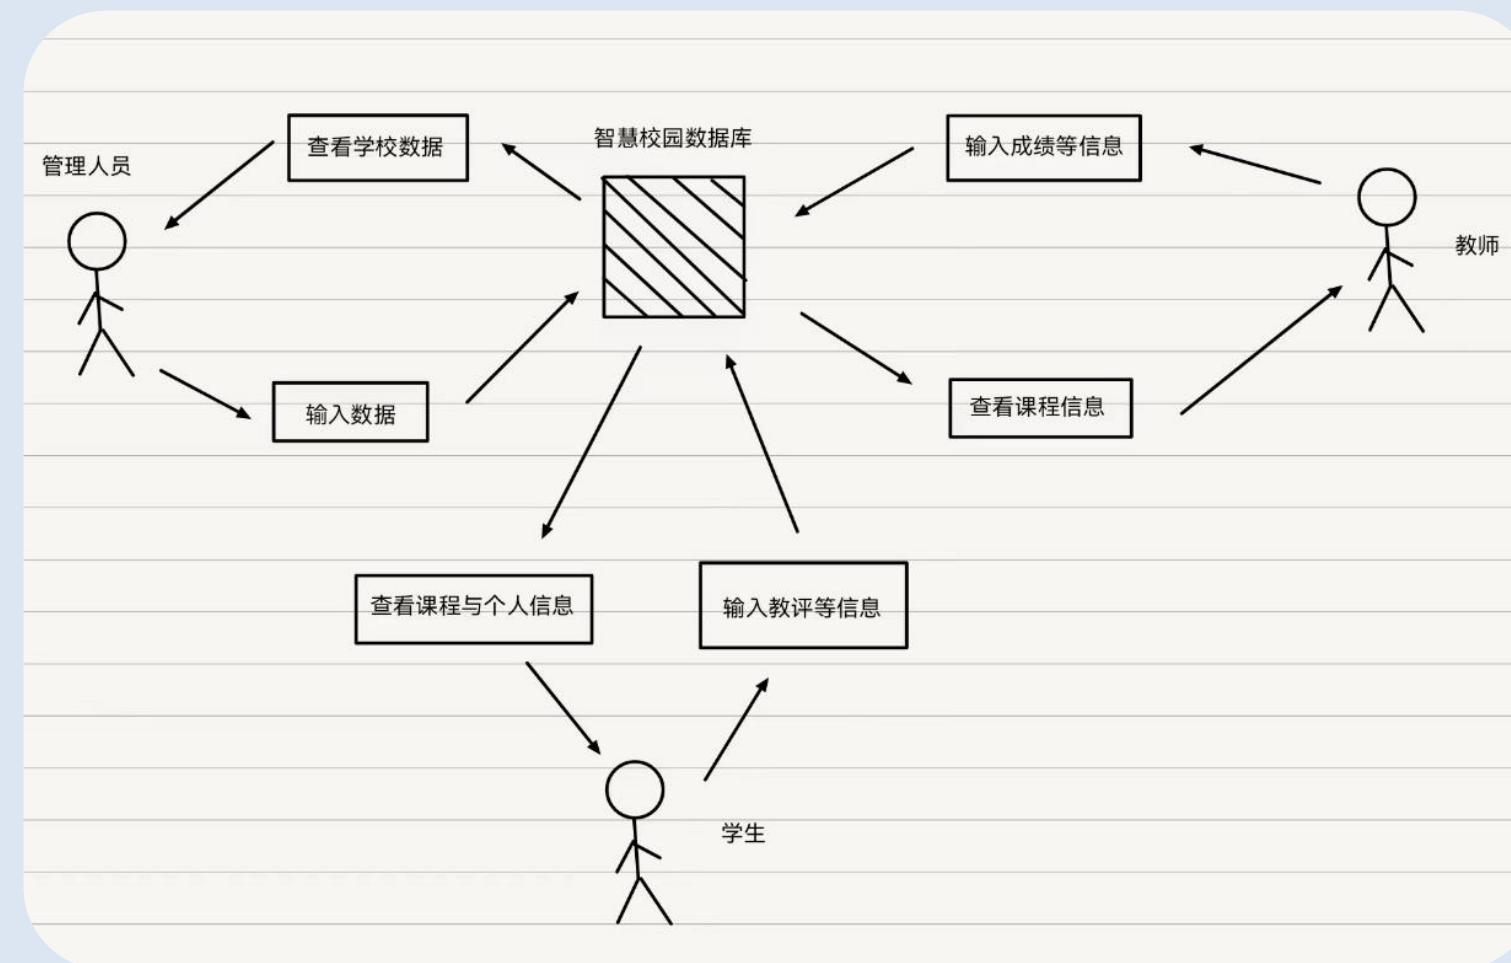 智慧校园数据库
查看学校数据
输入成绩等信息
管理人员
教师
输入数据
查看课程信息
查看课程与个人信息
输入教评等信息
学生